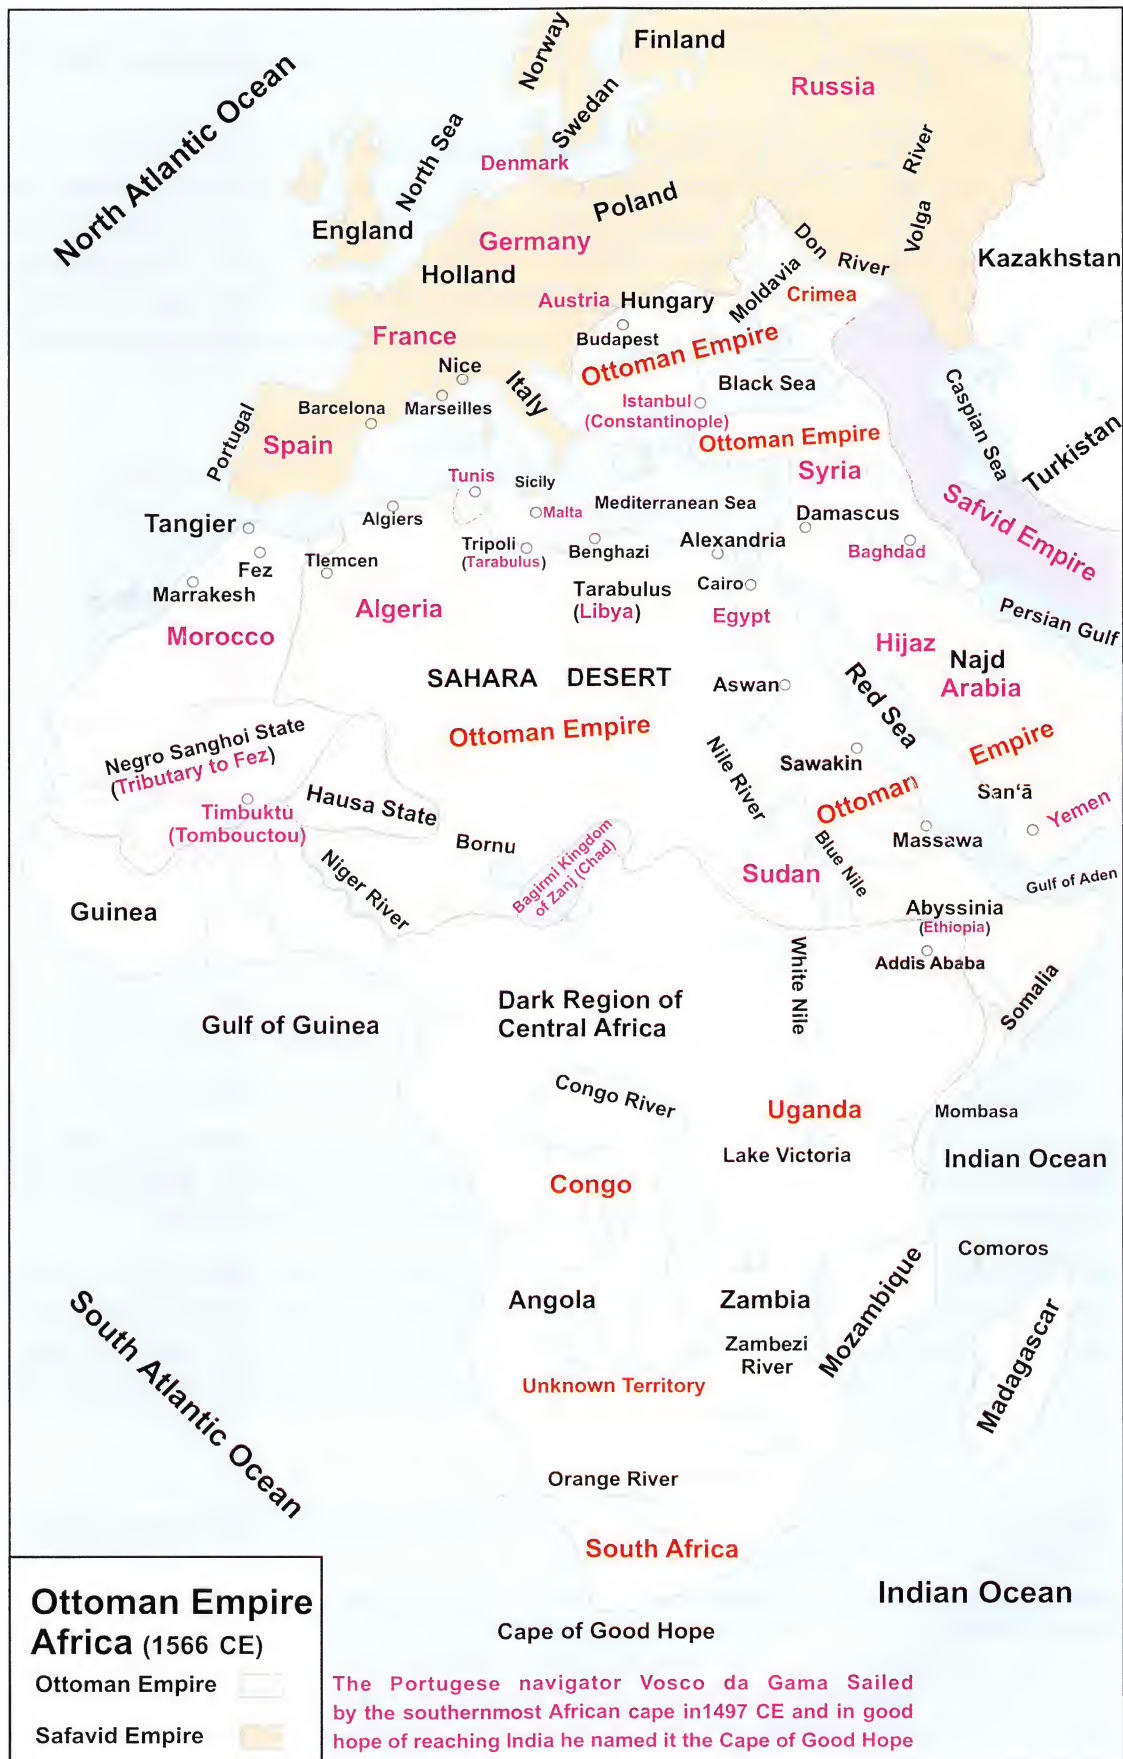 North Atlantic Ocean
Norway
Finland
Russia
Swedan
North Sea
Denmark
River
Volga
Poland
England
Germany
Holland
Don River
Kazakhstan
Moldavia
Crimea
Austria
Hungary
Budapest
France
Ottoman Empire
Nice
Italy
Black Sea
Caspian Sea
Barcelona
Marseilles
Istanbul
(Constantinople)
Portugal
Spain
Ottoman Empire
Turkistan
Tunis
Sicily
Syria
Safvid Empire
Malta
Mediterranean Sea
Damascus
Tangier
Algiers
Tripoli
(Tarabulus)
Benghazi
Alexandria
Baghdad
Fez
Tlemcen
Marrakesh
Tarabulus
(Libya)
Cairo
Algeria
Egypt
Persian Gulf
Morocco
Hijaz
Najd
Arabia
SAHARA DESERT
Aswan
Red Sea
Ottoman Empire
Negro Sanghoi State
(Tributary to Fez)
Empire
Nile River
Sawakin
Ottoman
San‘ā
Yemen
Timbuktu
(Tombouctou)
Hausa State
Bornu
Massawa
Bagirmi Kingdom
of Zanj (Chad)
Blue Nile
Niger River
Sudan
Gulf of Aden
Guinea
Abyssinia
(Ethiopia)
Addis Ababa
White Nile
Somalia
Dark Region of
Central Africa
Gulf of Guinea
Congo River
Uganda
Mombasa
Lake Victoria
Indian Ocean
Congo
Comoros
Angola
Zambia
Mozambique
Zambezi
River
Madagascar
South Atlantic Ocean
Unknown Territory
Orange River
South Africa
Indian Ocean
Cape of Good Hope
Ottoman Empire
Africa (1566 CE)
Ottoman Empire
Safavid Empire
The Portugese navigator Vosco da Gama Sailed
by the southernmost African cape in1497 CE and in good
hope of reaching India he named it the Cape of Good Hope